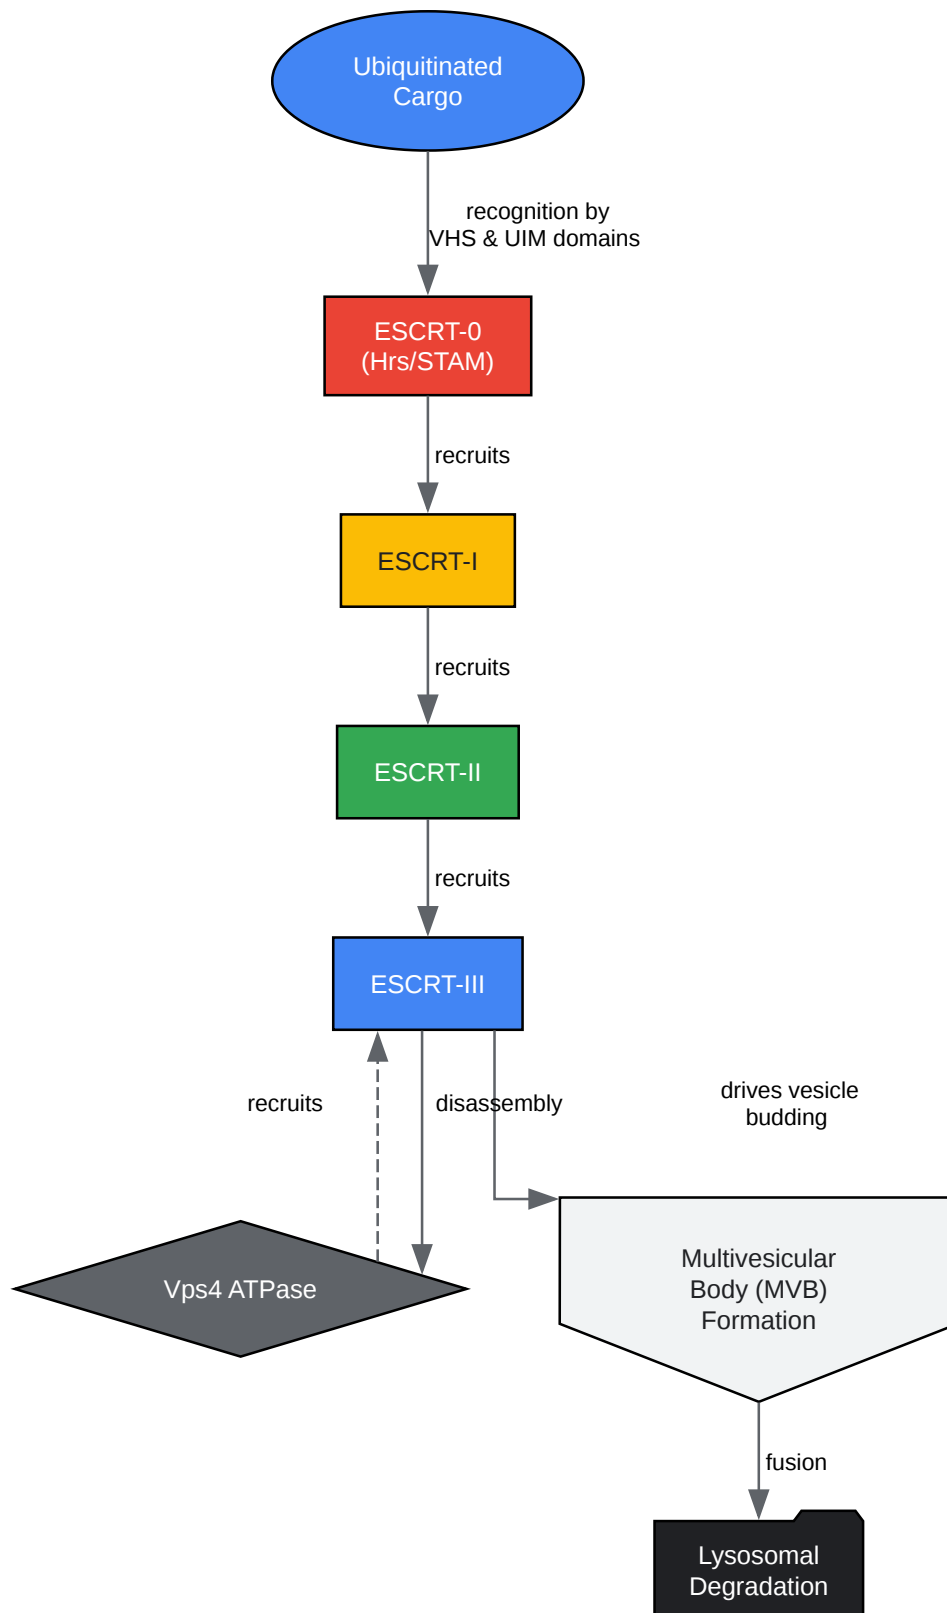 Ubiquitinated
Cargo
recognition by
VHS & UIM domains
ESCRT-0
(Hrs/STAM)
recruits
ESCRT-I
recruits
ESCRT-II
recruits
ESCRT-III
recruits
disassembly
drives vesicle
budding
Vps4 ATPase
Multivesicular
Body (MVB)
Formation
fusion
Lysosomal
Degradation